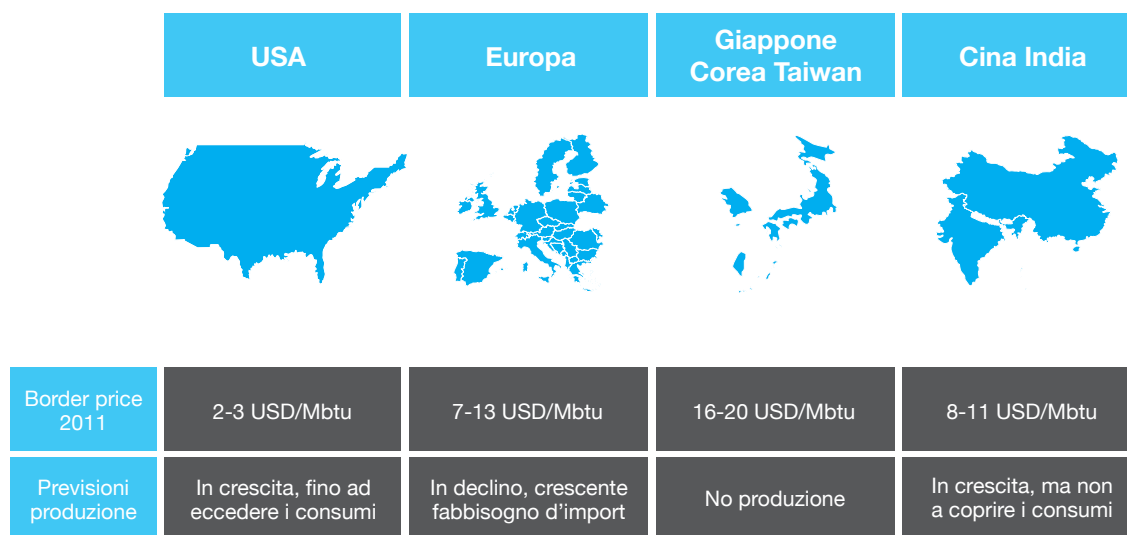 USA
Europa
Giappone
Corea Taiwan
Cina India
Border price
2011
2-3 USD/Mbtu
7-13 USD/Mbtu
16-20 USD/Mbtu
8-11 USD/Mbtu
Previsioni
produzione
In crescita, fino ad
eccedere i consumi
In declino, crescente
fabbisogno d'import
No produzione
In crescita, ma non
a coprire i consumi